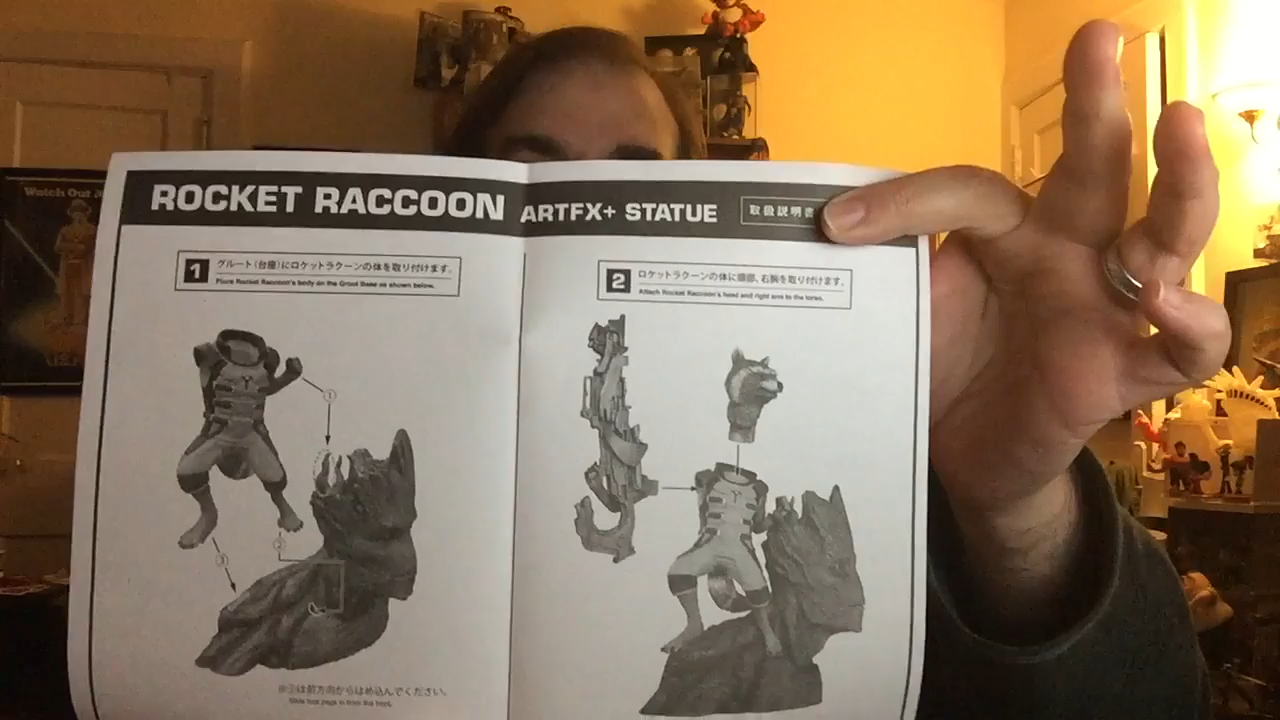 Watch Out
ROCKET RACCOON ARTFX+ STATUE 取扱説明書
1 グルート(台座)にロケットラクーンの体を取り付けます。
Place Rocket Raccoon's body on the Groot Base as shown below.
2 ロケットラクーンの体に頭部、右腕を取り付けます。
Attach Rocket Raccoon's head and right arm to the torso.
①
②
③
※②は前方向からはめ込んでください。
Slide foot pegs in from the front.